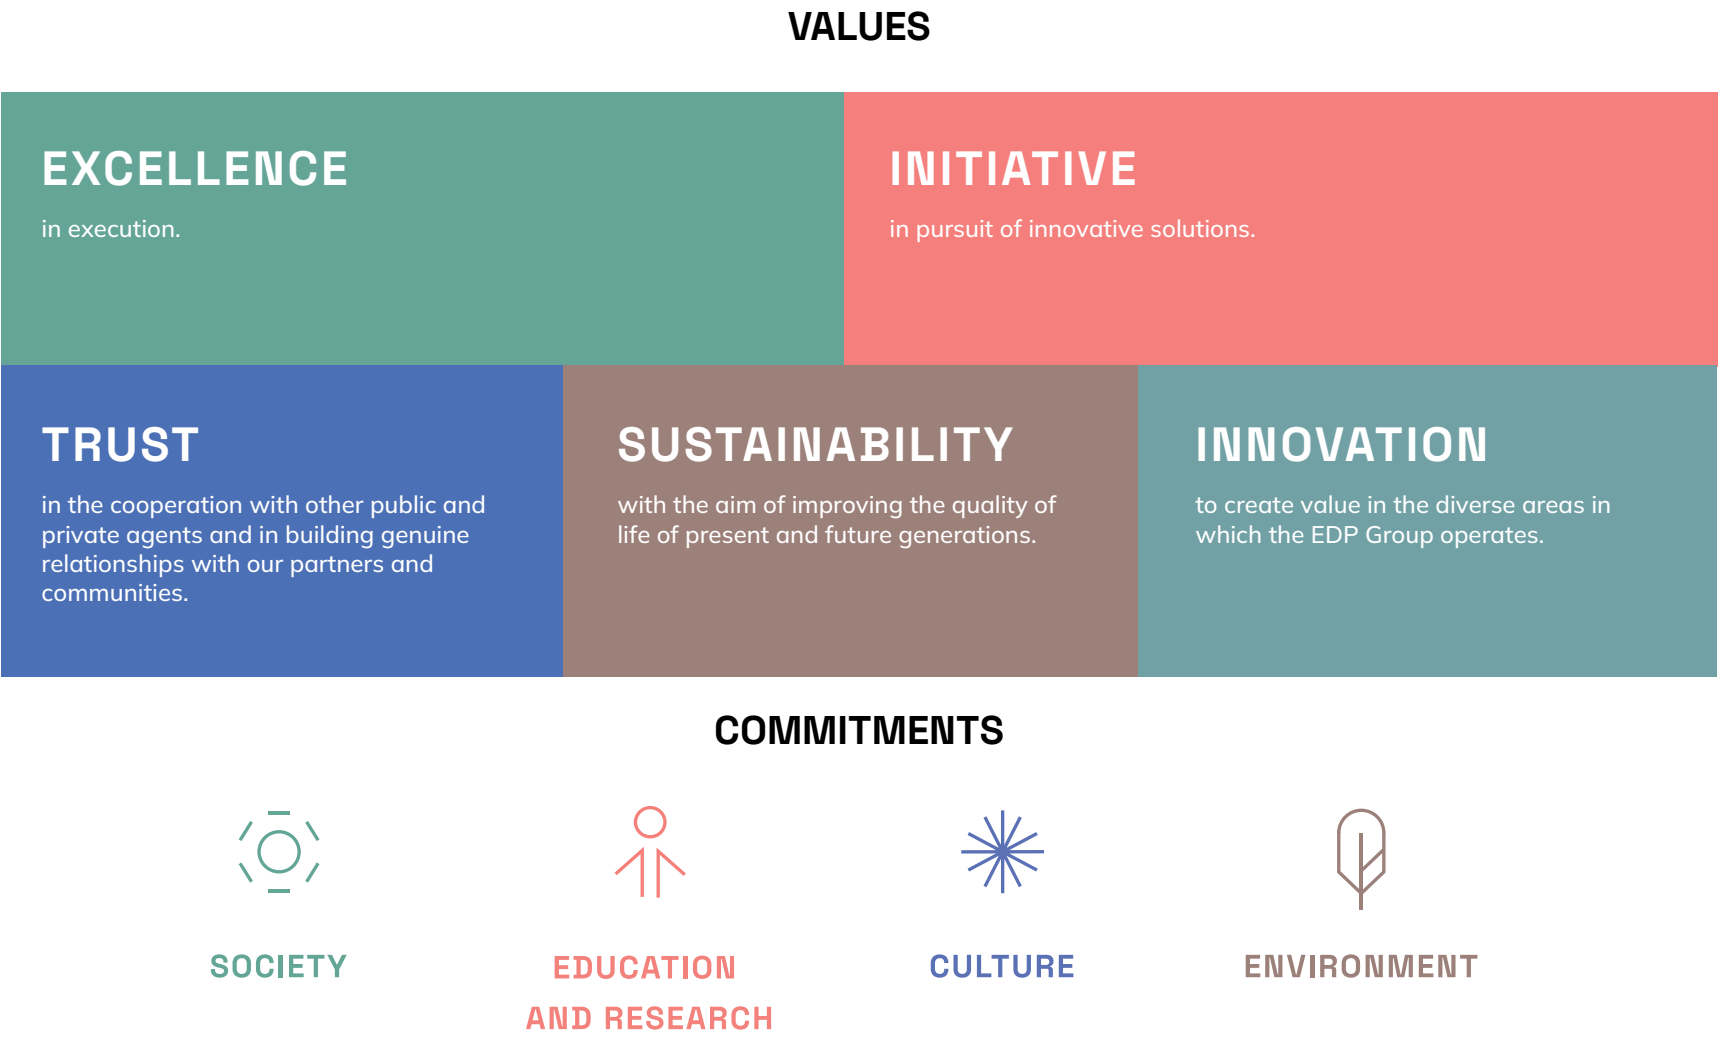 VALUES
EXCELLENCE
in execution.
INITIATIVE
in pursuit of innovative solutions.
TRUST
in the cooperation with other public and
private agents and in building genuine
relationships with our partners and
communities.
SUSTAINABILITY
with the aim of improving the quality of
life of present and future generations.
INNOVATION
to create value in the diverse areas in
which the EDP Group operates.
COMMITMENTS
SOCIETY
EDUCATION
AND RESEARCH
CULTURE
ENVIRONMENT